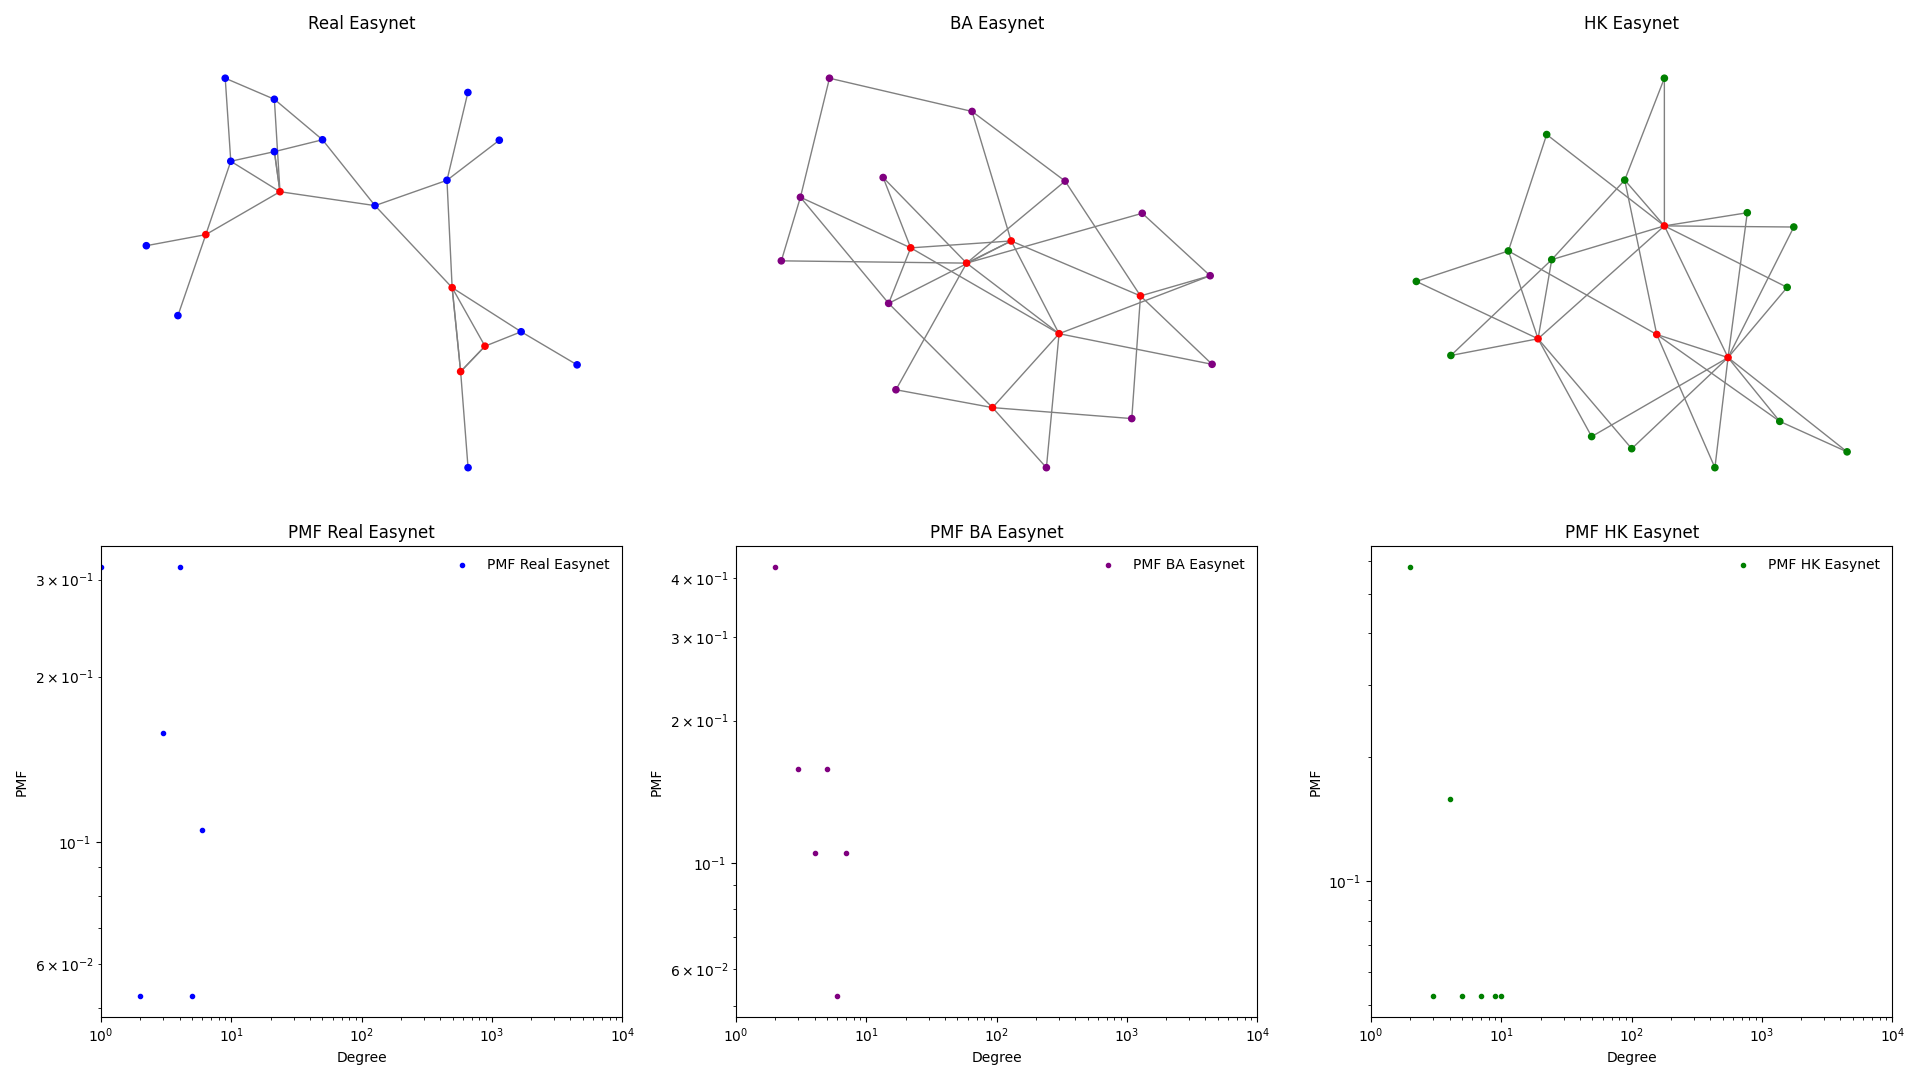 Real Easynet
BA Easynet
HK Easynet
PMF Real Easynet
PMF BA Easynet
PMF HK Easynet
PMF Real Easynet
3 × 10⁻¹
2 × 10⁻¹
10⁻¹
6 × 10⁻²
PMF
10⁰ 10¹ 10² 10³ 10⁴
Degree
PMF BA Easynet
4 × 10⁻¹
3 × 10⁻¹
2 × 10⁻¹
10⁻¹
6 × 10⁻²
PMF
10⁰ 10¹ 10² 10³ 10⁴
Degree
PMF HK Easynet
10⁻¹
PMF
10⁰ 10¹ 10² 10³ 10⁴
Degree